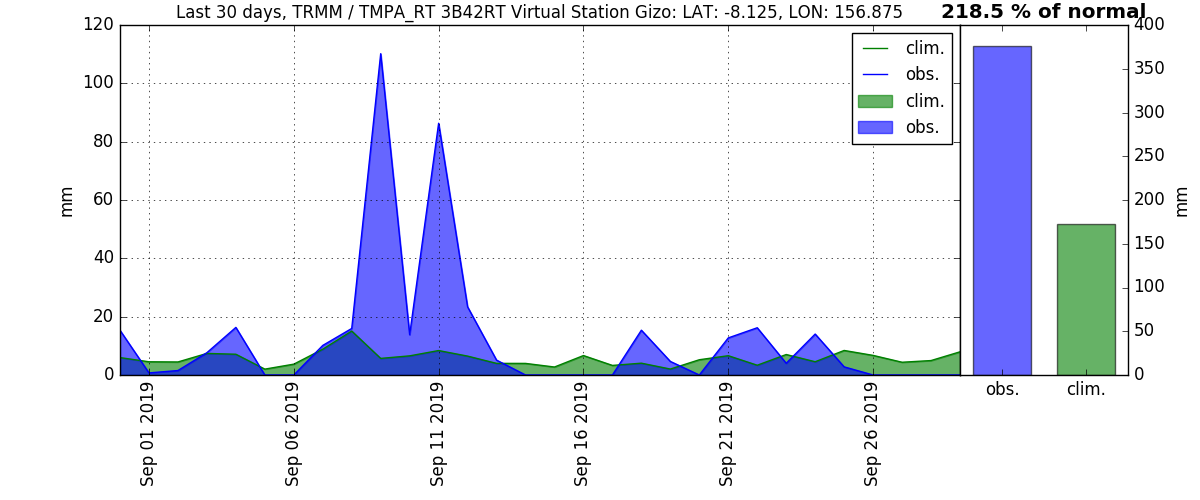 Last 30 days, TRMM / TMPA_RT 3B42RT Virtual Station Gizo: LAT: -8.125, LON: 156.875
218.5 % of normal
120
100
80
60
40
20
0
mm
clim.
obs.
clim.
obs.
Sep 01 2019
Sep 06 2019
Sep 11 2019
Sep 16 2019
Sep 21 2019
Sep 26 2019
400
350
300
250
200
150
100
50
0
mm
obs.
clim.